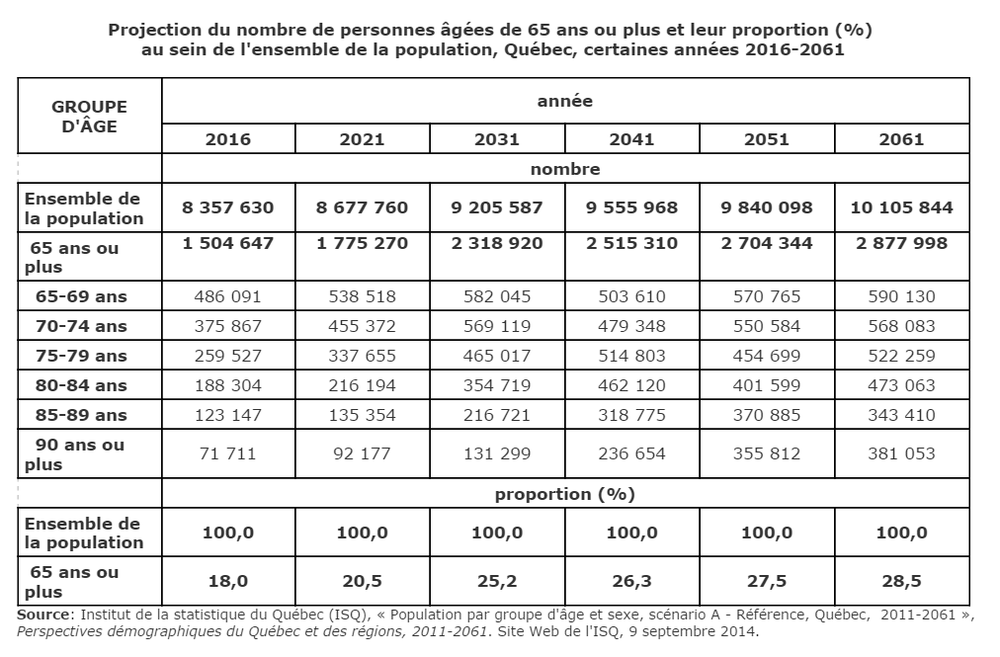 Projection du nombre de personnes âgées de 65 ans ou plus et leur proportion (%)
au sein de l'ensemble de la population, Québec, certaines années 2016-2061
GROUPE
D'ÂGE
année
2016 2021 2031 2041 2051 2061
nombre
Ensemble de
la population
8 357 630 8 677 760 9 205 587 9 555 968 9 840 098 10 105 844
65 ans ou
plus
1 504 647 1 775 270 2 318 920 2 515 310 2 704 344 2 877 998
65-69 ans 486 091 538 518 582 045 503 610 570 765 590 130
70-74 ans 375 867 455 372 569 119 479 348 550 584 568 083
75-79 ans 259 527 337 655 465 017 514 803 454 699 522 259
80-84 ans 188 304 216 194 354 719 462 120 401 599 473 063
85-89 ans 123 147 135 354 216 721 318 775 370 885 343 410
90 ans ou
plus
71 711 92 177 131 299 236 654 355 812 381 053
proportion (%)
Ensemble de
la population
100,0 100,0 100,0 100,0 100,0 100,0
65 ans ou
plus
18,0 20,5 25,2 26,3 27,5 28,5
Source: Institut de la statistique du Québec (ISQ), « Population par groupe d'âge et sexe, scénario A - Référence, Québec, 2011-2061 »,
Perspectives démographiques du Québec et des régions, 2011-2061. Site Web de l'ISQ, 9 septembre 2014.